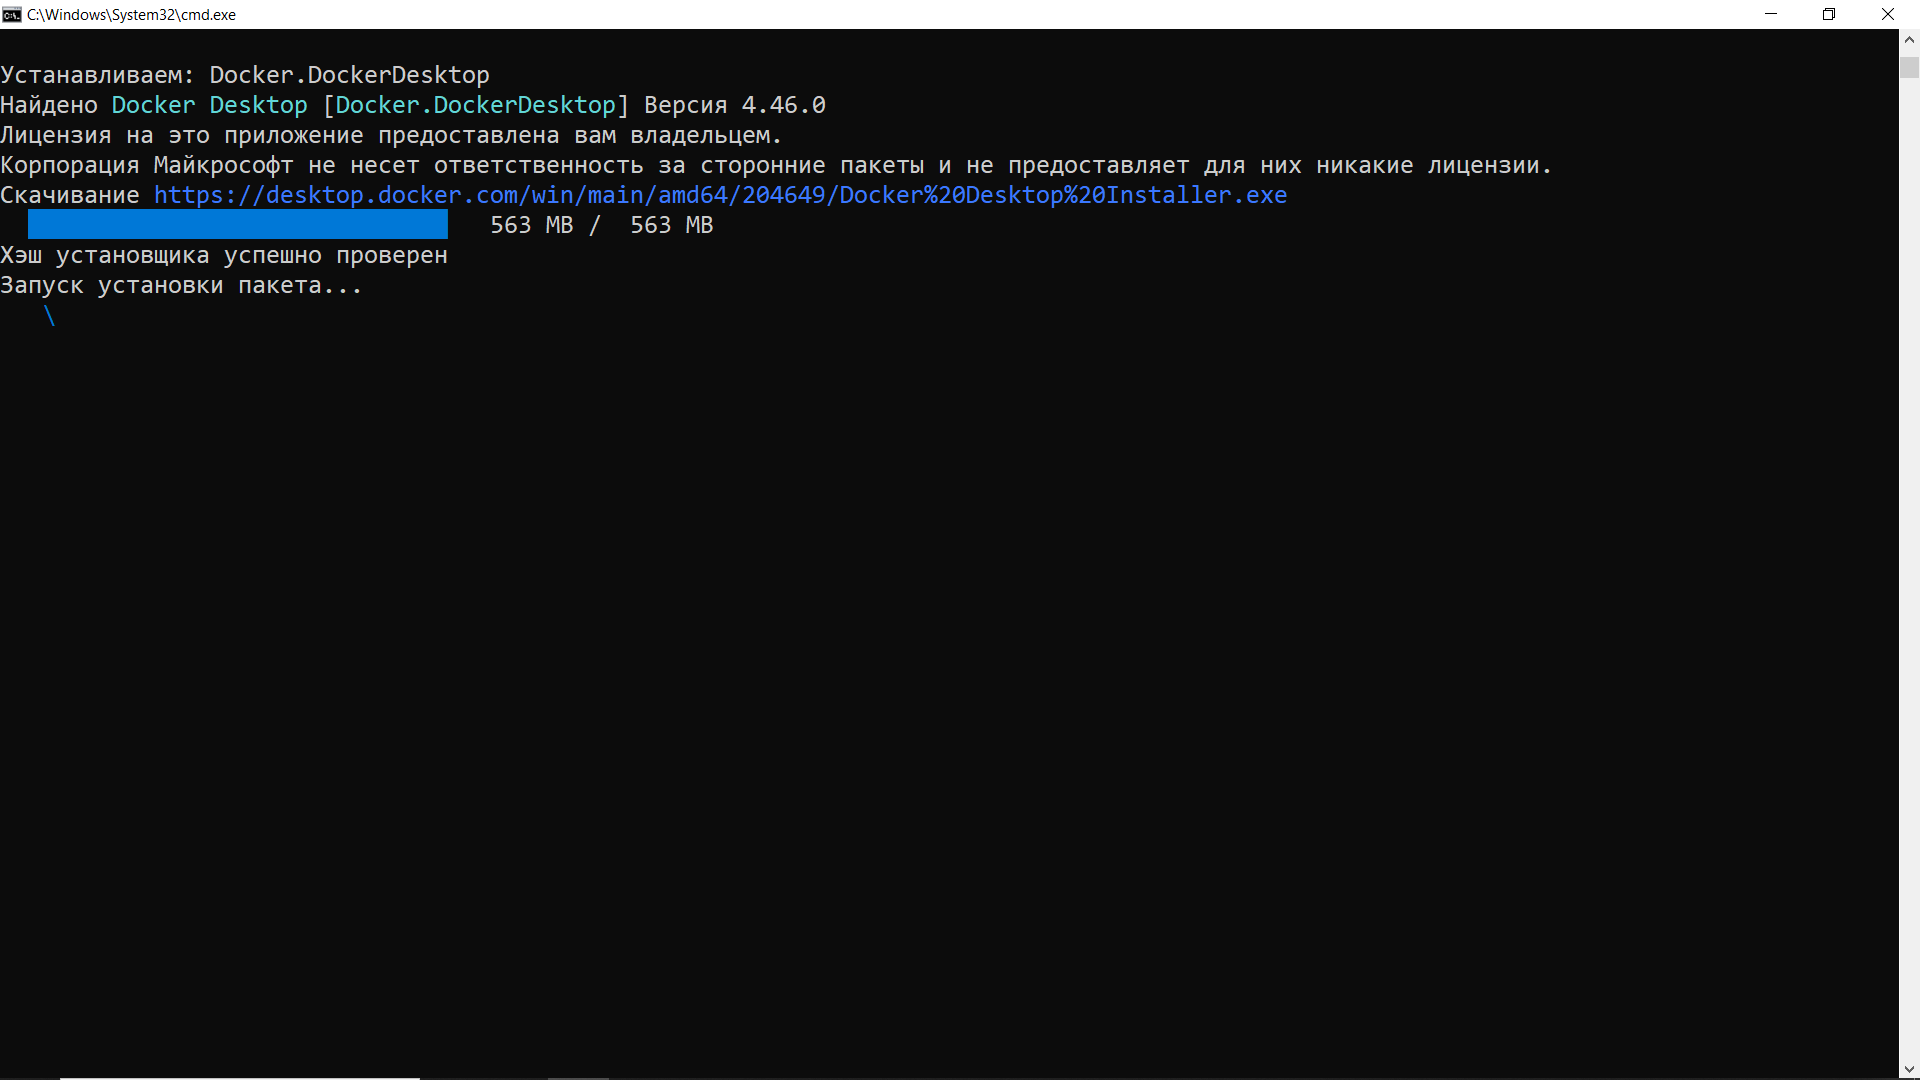 C:\Windows\System32\cmd.exe
Устанавливаем: Docker.DockerDesktop
Найдено Docker Desktop [Docker.DockerDesktop] Версия 4.46.0
Лицензия на это приложение предоставлена вам владельцем.
Корпорация Майкрософт не несет ответственность за сторонние пакеты и не предоставляет для них никакие лицензии.
Скачивание https://desktop.docker.com/win/main/amd64/204649/Docker%20Desktop%20Installer.exe
563 MB / 563 MB
Хэш установщика успешно проверен
Запуск установки пакета...
\